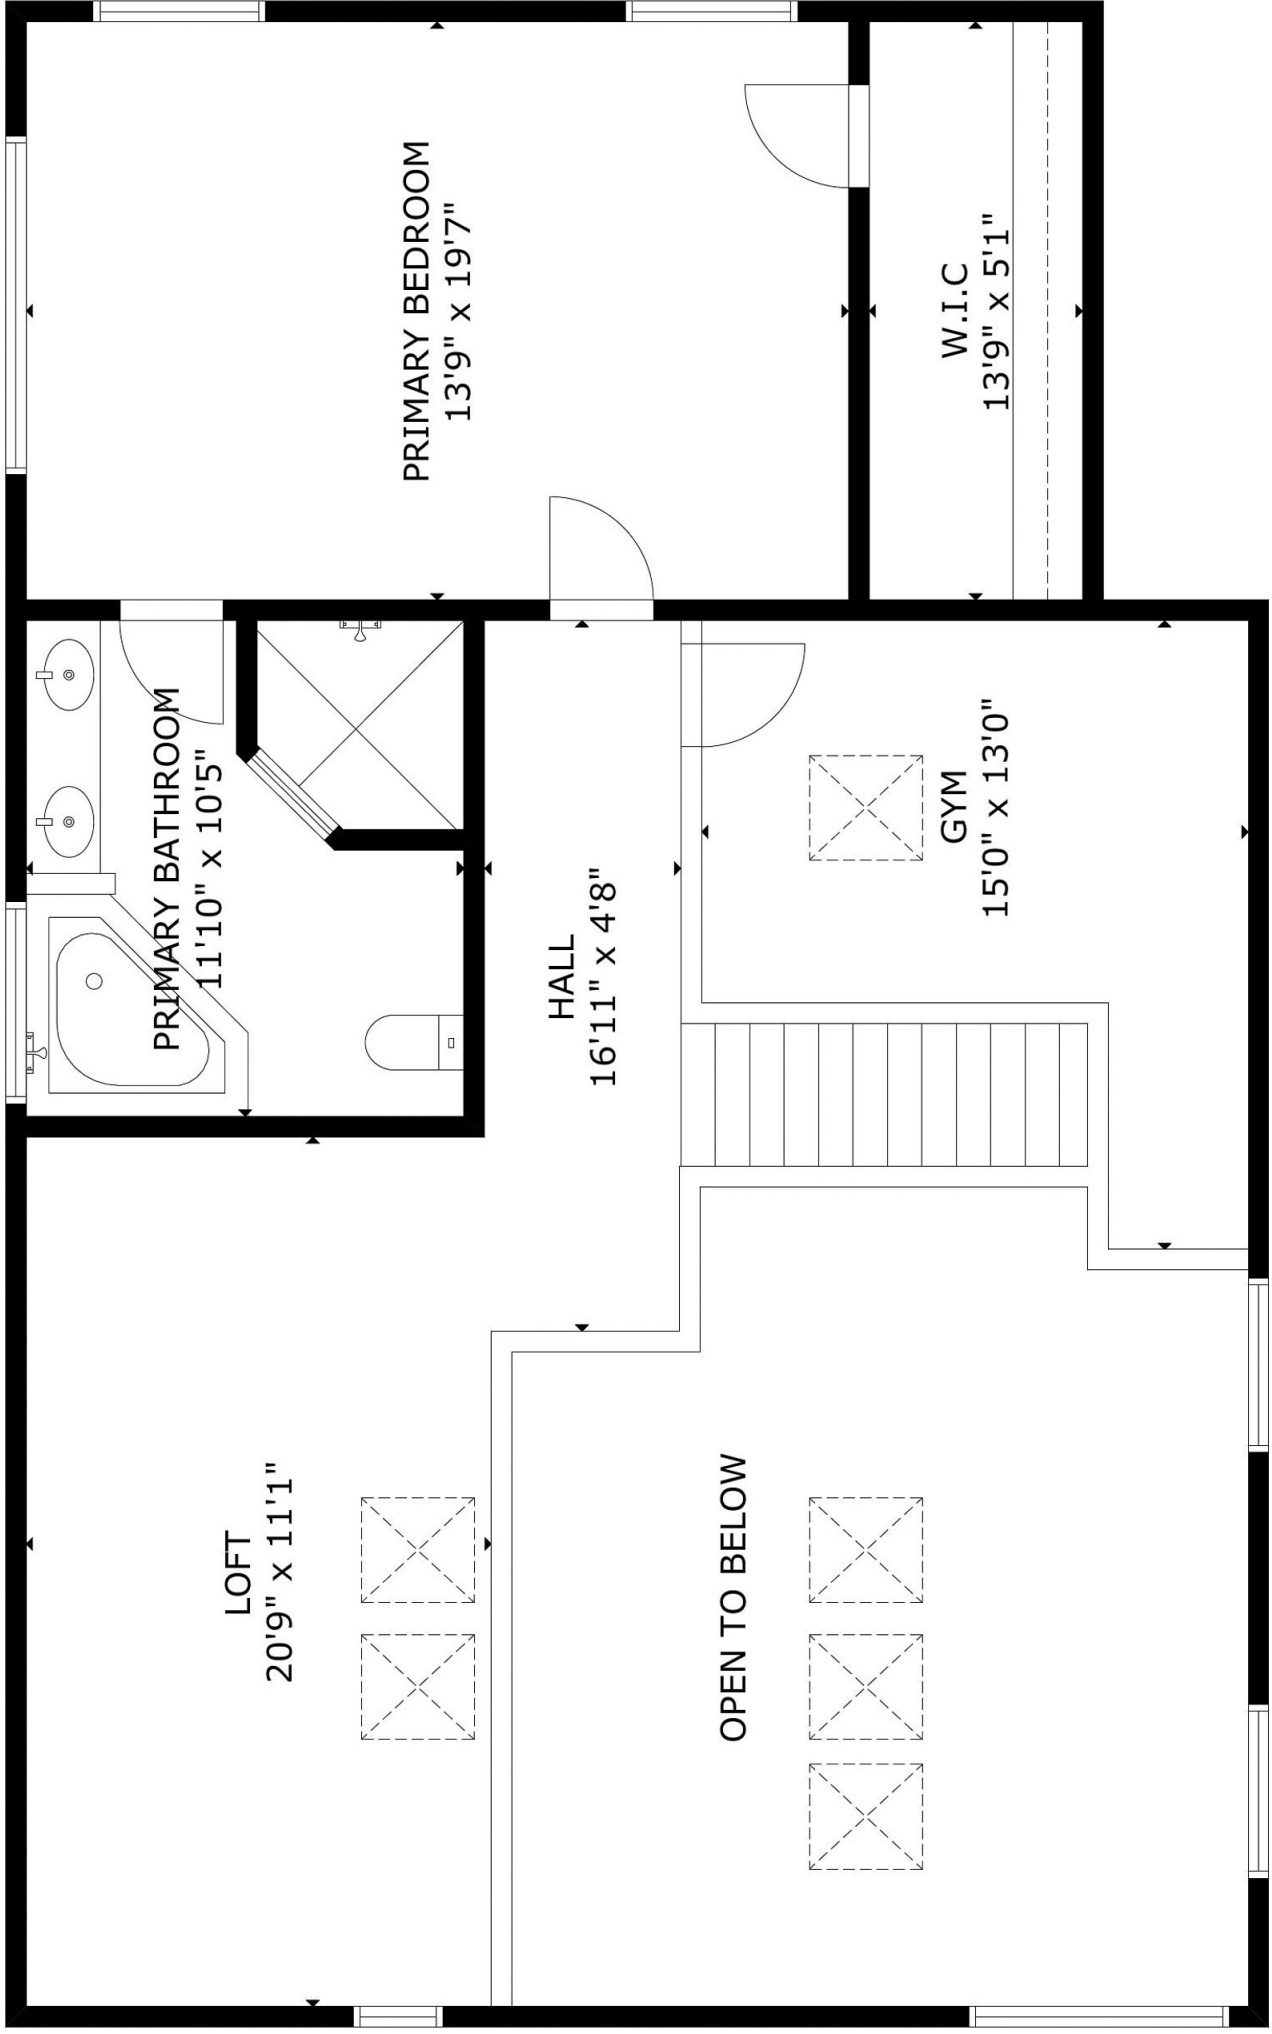 PRIMARY BEDROOM
13'9" x 19'7"
W.I.C
13'9" x 5'1"
PRIMARY BATHROOM
11'10" x 10'5"
HALL
16'11" x 4'8"
GYM
15'0" x 13'0"
LOFT
20'9" x 11'1"
OPEN TO BELOW